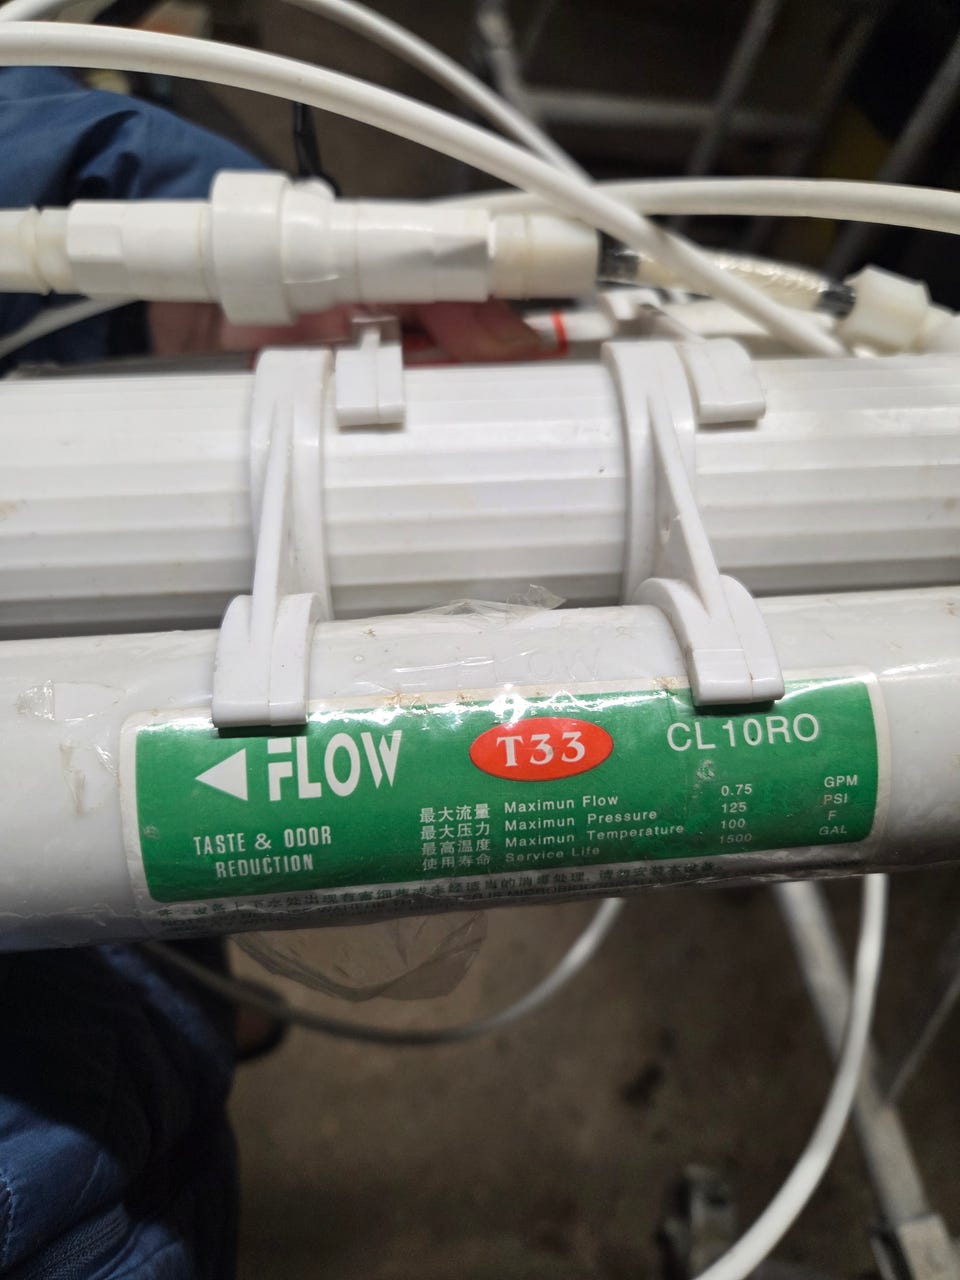 FLOW
FLOW
T33
CL10RO
TASTE & ODOR
REDUCTION
最大流量 Maximun Flow 0.75 GPM
最大压力 Maximun Pressure 125 PSI
最高温度 Maximun Temperature 100 F
使用寿命 Service Life 1500 GAL